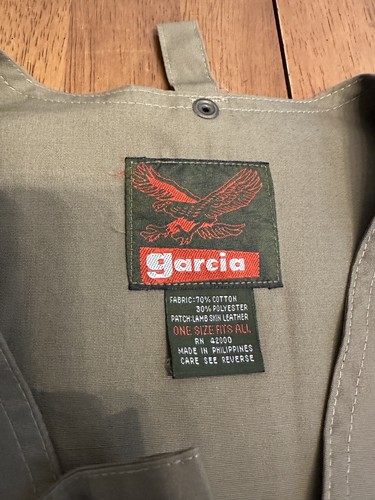 garcia
FABRIC: 70% COTTON
30% POLYESTER
PATCH: LAMB SKIN LEATHER
ONE SIZE FITS ALL
RN 42000
MADE IN PHILIPPINES
CARE SEE REVERSE